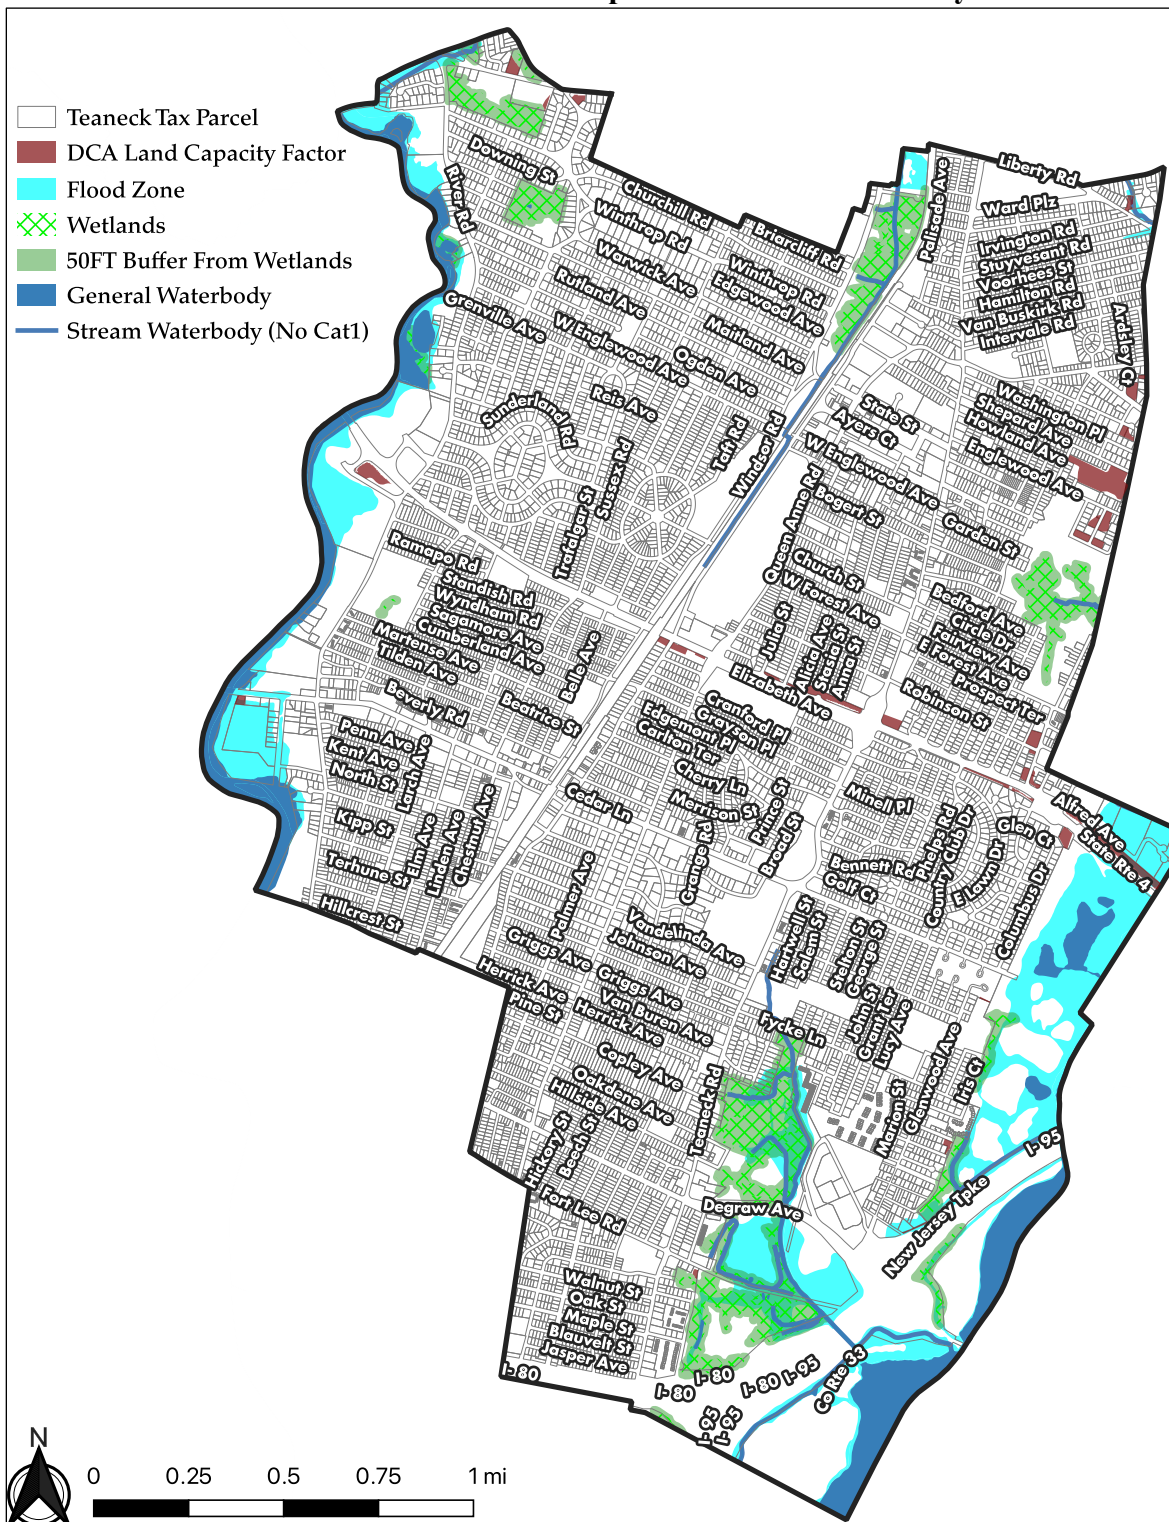 Teaneck Tax Parcel
DCA Land Capacity Factor
Flood Zone
Wetlands
50FT Buffer From Wetlands
General Waterbody
Stream Waterbody (No Cat1)
Downing St
River Rd
Churchill Rd
Winthrop Rd
Briarcliff Rd
Palisade Ave
Liberty Rd
Ward Plz
Irvington Rd
Stuyvesant Rd
Voorhees St
Hamilton Rd
Van Buskirk Rd
Intervale Rd
Arpley Ct
Warwick Ave
Winthrop Rd
Edgewood Ave
Rutland Ave
Grenville Ave
W Englewood Ave
Maitland Ave
Ogden Ave
Reis Ave
Sunderland Rd
Taft Rd
Windsor Rd
State St
Ayers Ct
Washington Pl
Shepard Ave
Howland Ave
Englewood Ave
W Englewood Ave
Sussex Rd
Trafalgar St
Queen Anne Rd
Bogert St
Garden St
Ramapo Rd
Standish Rd
Wyndham Rd
Sagamore Ave
Cumberland Ave
Martense Ave
Tilden Ave
Church St
W Forest Ave
Bedford Ave
Circle Dr
Fairview Ave
E Forest Ave
Prospect Ter
Robinson St
Julia St
Alicia Ave
Stasia St
Anna St
Elizabeth Ave
Belle Ave
Beatrice St
Beverly Rd
Cranford Pl
Grayson Pl
Edgemont Pl
Carlton Ter
Penn Ave
Kent Ave
North St
Larch Ave
Cherry Ln
Merrison St
Prince St
Broad St
Cedar Ln
Minell Pl
Phelps Rd
Country Club Dr
E Lawn Dr
Glen Ct
Alfred Ave
State Rte 4
Kipp St
Elm Ave
Linden Ave
Chestnut Ave
Terhune St
Hillcrest St
Palmer Ave
Grange Rd
Bennett Rd
Golf Ct
Columbus Dr
Vandelinda Ave
Johnson Ave
Hartwell St
Salem St
Stelton St
George St
Griggs Ave
Herrick Ave
Pine St
Griggs Ave
Van Buren Ave
Herrick Ave
Fycke Ln
John St
Grant Ter
Lucy Ave
Copley Ave
Oakdene Ave
Hillside Ave
Teaneck Rd
Marion St
Glenwood Ave
Iris Ct
Hickory St
Beech St
I- 95
Fort Lee Rd
Degraw Ave
New Jersey Tpke
Walnut St
Oak St
Maple St
Blauvelt St
Jasper Ave
I- 80
I- 80
I- 80
I- 80
I- 95
Co Rte 33
I- 95
I- 95
N
0 0.25 0.5 0.75 1 mi